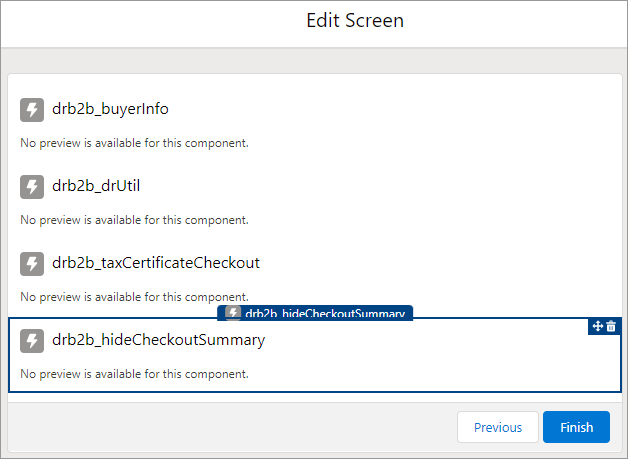 Edit Screen
drb2b_buyerInfo
No preview is available for this component.
drb2b_drUtil
No preview is available for this component.
drb2b_taxCertificateCheckout
No preview is available for this component.
drb2b_hideCheckoutSummary
drb2b_hideCheckoutSummary
No preview is available for this component.
Previous
Finish